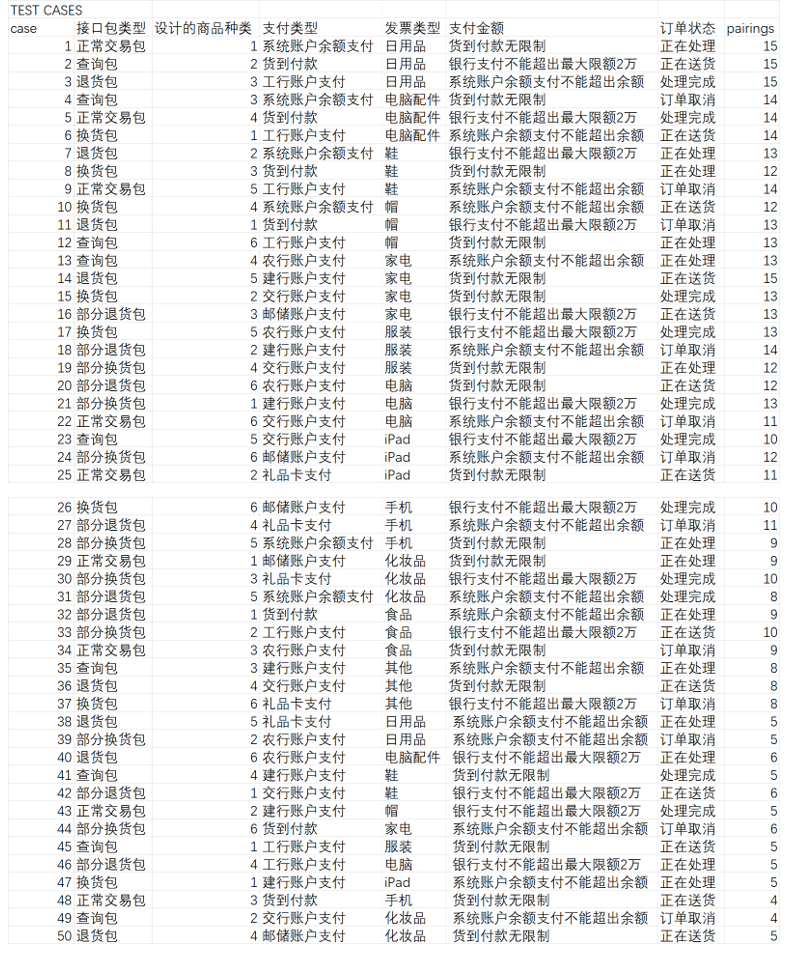 TEST CASES
case 接口包类型 设计的商品种类 支付类型 发票类型 支付金额 订单状态 pairings
1 正常交易包 1 系统账户余额支付 日用品 货到付款无限制 正在处理 15
2 查询包 2 货到付款 日用品 银行支付不能超出最大限额2万 正在送货 15
3 退货包 3 工行账户支付 日用品 系统账户余额支付不能超出余额 处理完成 15
4 查询包 3 系统账户余额支付 电脑配件 货到付款无限制 订单取消 14
5 正常交易包 4 货到付款 电脑配件 银行支付不能超出最大限额2万 处理完成 14
6 换货包 1 工行账户支付 电脑配件 系统账户余额支付不能超出余额 正在送货 14
7 退货包 2 系统账户余额支付 鞋 银行支付不能超出最大限额2万 正在处理 13
8 换货包 3 货到付款 鞋 货到付款无限制 正在处理 12
9 正常交易包 5 工行账户支付 鞋 系统账户余额支付不能超出余额 订单取消 14
10 换货包 4 系统账户余额支付 帽 系统账户余额支付不能超出余额 正在送货 12
11 退货包 1 货到付款 帽 银行支付不能超出最大限额2万 订单取消 13
12 查询包 6 工行账户支付 帽 货到付款无限制 正在处理 13
13 查询包 4 农行账户支付 家电 系统账户余额支付不能超出余额 正在处理 13
14 退货包 5 建行账户支付 家电 货到付款无限制 正在送货 15
15 换货包 2 交行账户支付 家电 货到付款无限制 处理完成 13
16 部分退货包 3 邮储账户支付 家电 银行支付不能超出最大限额2万 正在送货 13
17 换货包 5 农行账户支付 服装 银行支付不能超出最大限额2万 处理完成 13
18 部分退货包 2 建行账户支付 服装 系统账户余额支付不能超出余额 订单取消 14
19 部分换货包 4 交行账户支付 服装 货到付款无限制 正在处理 12
20 部分退货包 6 农行账户支付 电脑 货到付款无限制 正在送货 12
21 部分换货包 1 建行账户支付 电脑 银行支付不能超出最大限额2万 处理完成 13
22 正常交易包 6 交行账户支付 电脑 系统账户余额支付不能超出余额 订单取消 11
23 查询包 5 交行账户支付 iPad 银行支付不能超出最大限额2万 处理完成 10
24 部分换货包 6 邮储账户支付 iPad 系统账户余额支付不能超出余额 订单取消 12
25 正常交易包 2 礼品卡支付 iPad 货到付款无限制 正在送货 11
26 换货包 6 邮储账户支付 手机 银行支付不能超出最大限额2万 处理完成 10
27 部分退货包 4 礼品卡支付 手机 系统账户余额支付不能超出余额 订单取消 11
28 部分换货包 5 系统账户余额支付 手机 货到付款无限制 正在处理 9
29 正常交易包 1 邮储账户支付 化妆品 货到付款无限制 正在处理 9
30 部分换货包 3 礼品卡支付 化妆品 银行支付不能超出最大限额2万 处理完成 10
31 部分退货包 5 系统账户余额支付 化妆品 系统账户余额支付不能超出余额 处理完成 8
32 部分退货包 1 货到付款 食品 系统账户余额支付不能超出余额 正在处理 9
33 部分换货包 2 工行账户支付 食品 银行支付不能超出最大限额2万 正在送货 10
34 正常交易包 3 农行账户支付 食品 货到付款无限制 订单取消 9
35 查询包 3 建行账户支付 其他 系统账户余额支付不能超出余额 正在处理 8
36 退货包 4 交行账户支付 其他 货到付款无限制 正在送货 8
37 换货包 6 礼品卡支付 其他 银行支付不能超出最大限额2万 订单取消 8
38 退货包 5 礼品卡支付 日用品 系统账户余额支付不能超出余额 正在处理 5
39 部分换货包 2 农行账户支付 日用品 系统账户余额支付不能超出余额 订单取消 5
40 退货包 6 农行账户支付 电脑配件 银行支付不能超出最大限额2万 正在处理 6
41 查询包 4 建行账户支付 鞋 货到付款无限制 处理完成 5
42 部分退货包 1 交行账户支付 鞋 银行支付不能超出最大限额2万 正在送货 6
43 正常交易包 2 建行账户支付 帽 银行支付不能超出最大限额2万 处理完成 5
44 部分换货包 6 货到付款 家电 系统账户余额支付不能超出余额 订单取消 6
45 查询包 1 工行账户支付 服装 货到付款无限制 正在送货 5
46 部分退货包 4 工行账户支付 电脑 银行支付不能超出最大限额2万 正在处理 5
47 换货包 1 建行账户支付 iPad 系统账户余额支付不能超出余额 正在处理 5
48 正常交易包 3 货到付款 手机 货到付款无限制 正在送货 4
49 查询包 2 交行账户支付 化妆品 系统账户余额支付不能超出余额 订单取消 4
50 退货包 4 邮储账户支付 化妆品 货到付款无限制 正在送货 5